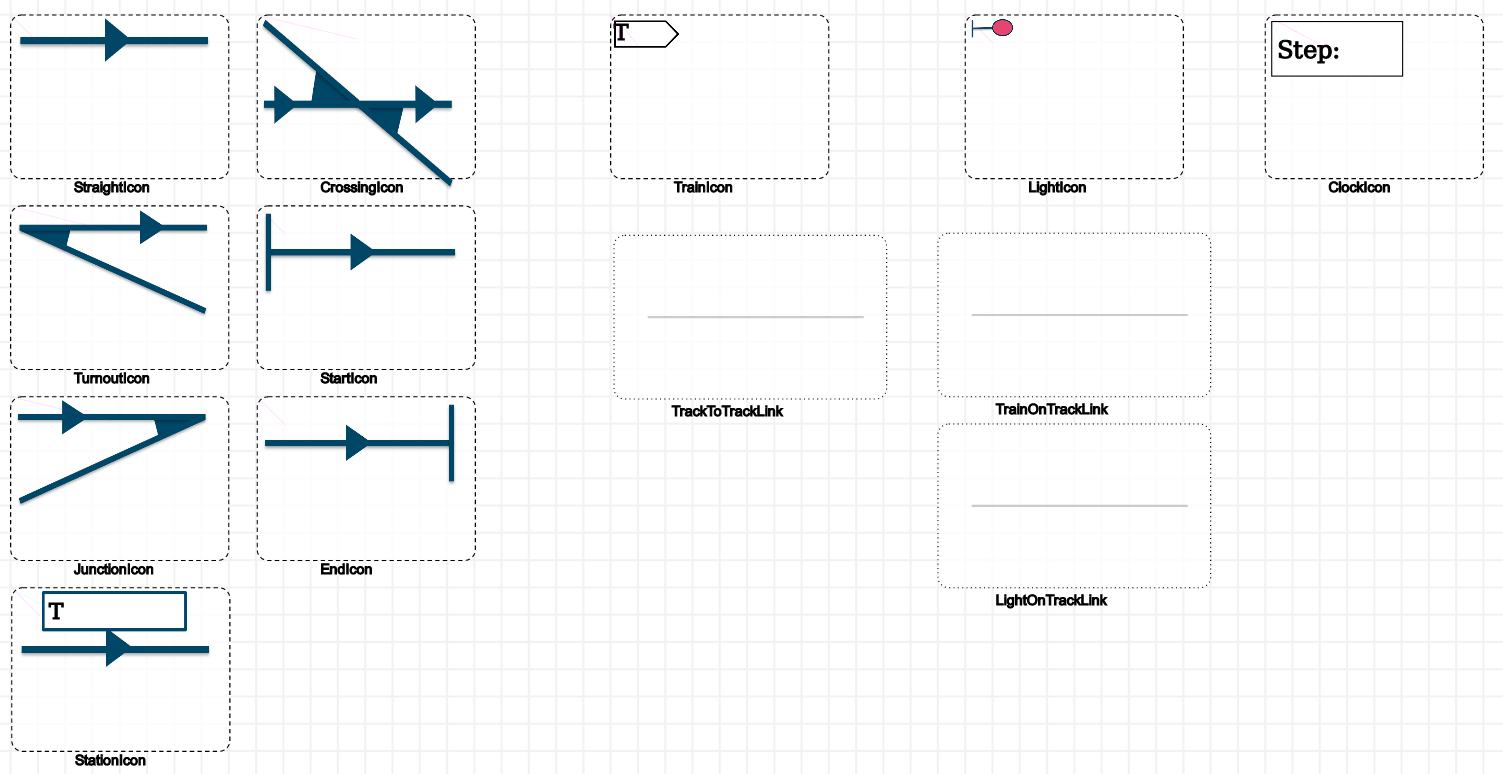 StraightIcon
CrossingIcon
T
TrainIcon
LightIcon
Step:
ClockIcon
TurnoutIcon
StartIcon
TrackToTrackLink
TrainOnTrackLink
JunctionIcon
EndIcon
LightOnTrackLink
T
StationIcon